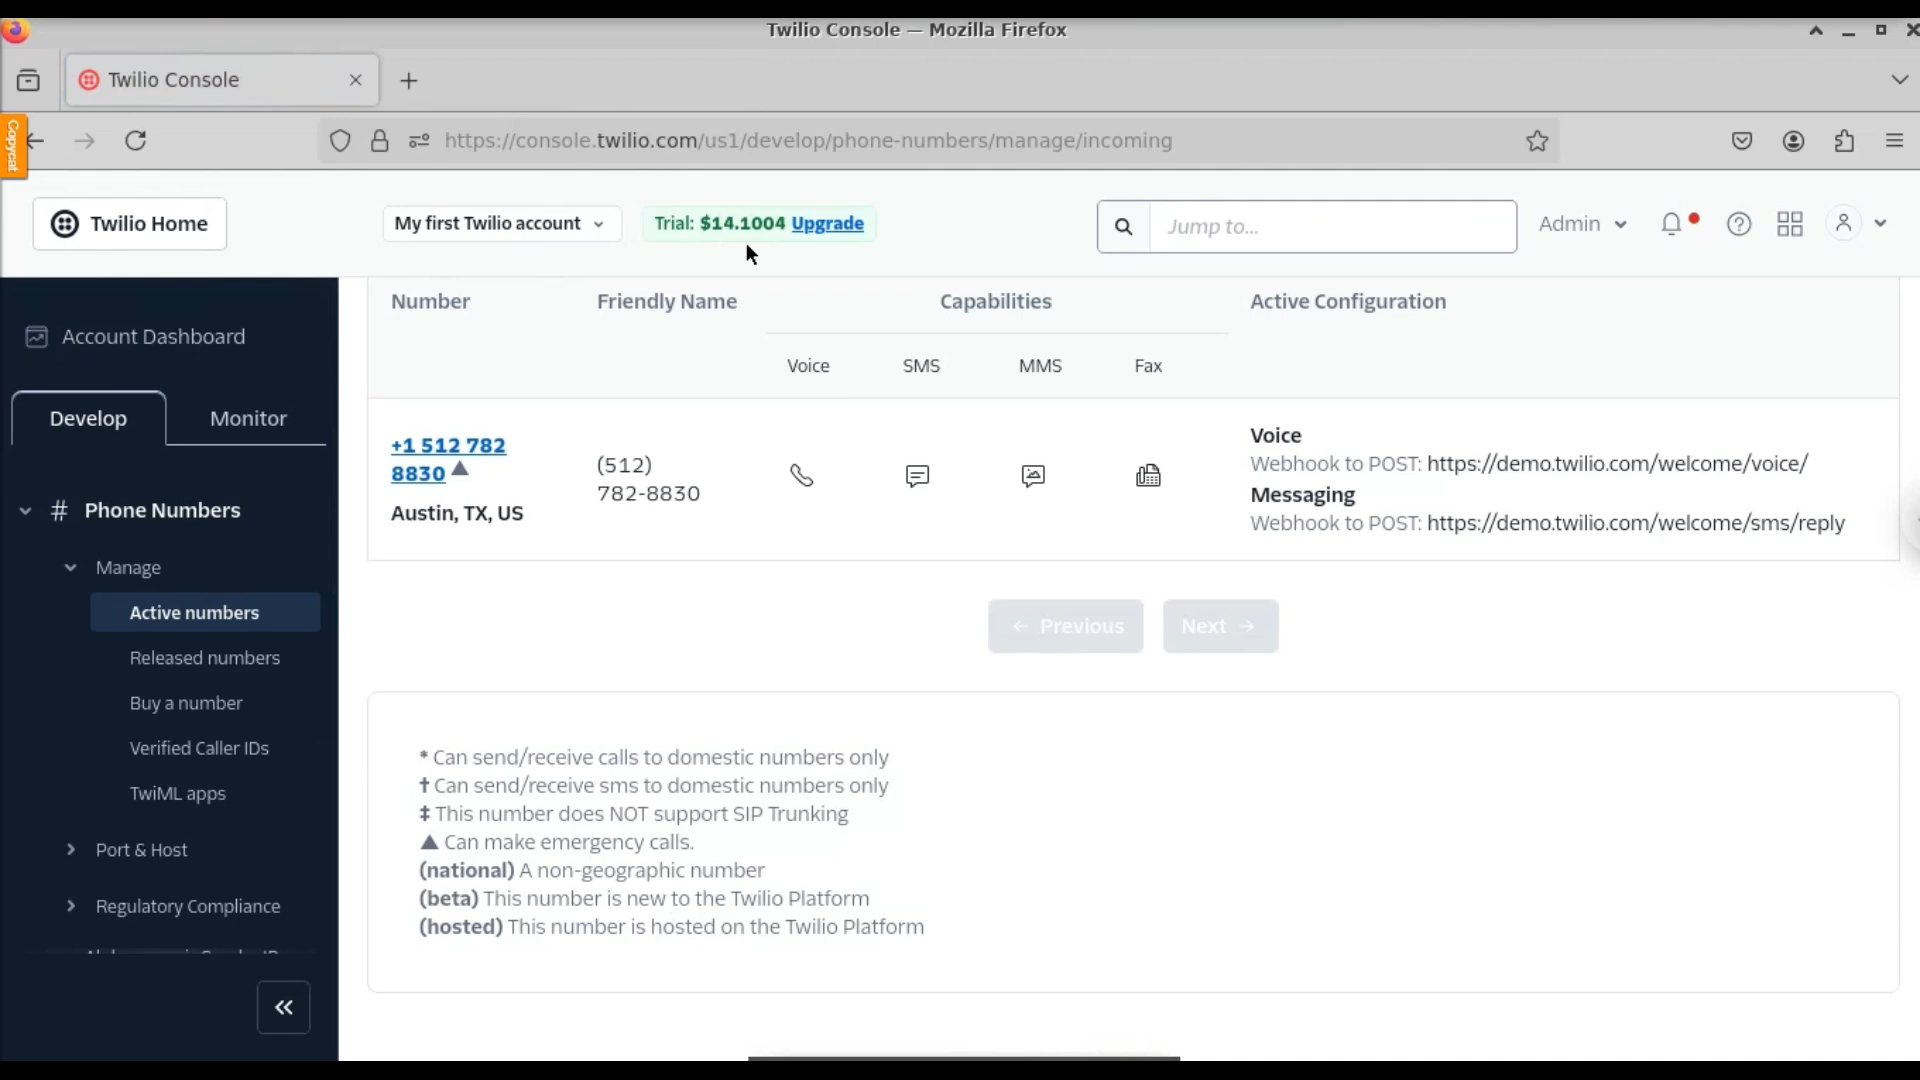 Twilio Console — Mozilla Firefox
Twilio Console
Copycat
https://console.twilio.com/us1/develop/phone-numbers/manage/incoming
Twilio Home
My first Twilio account
Trial: $14.1004 Upgrade
Jump to...
Admin
Account Dashboard
Develop
Monitor
# Phone Numbers
Manage
Active numbers
Released numbers
Buy a number
Verified Caller IDs
TwiML apps
Port & Host
Regulatory Compliance
Number
Friendly Name
Capabilities
Active Configuration
Voice
SMS
MMS
Fax
+1 512 782
8830 ▲
Austin, TX, US
(512)
782-8830
Voice
Webhook to POST: https://demo.twilio.com/welcome/voice/
Messaging
Webhook to POST: https://demo.twilio.com/welcome/sms/reply
← Previous
Next →
* Can send/receive calls to domestic numbers only
† Can send/receive sms to domestic numbers only
‡ This number does NOT support SIP Trunking
▲ Can make emergency calls.
(national) A non-geographic number
(beta) This number is new to the Twilio Platform
(hosted) This number is hosted on the Twilio Platform